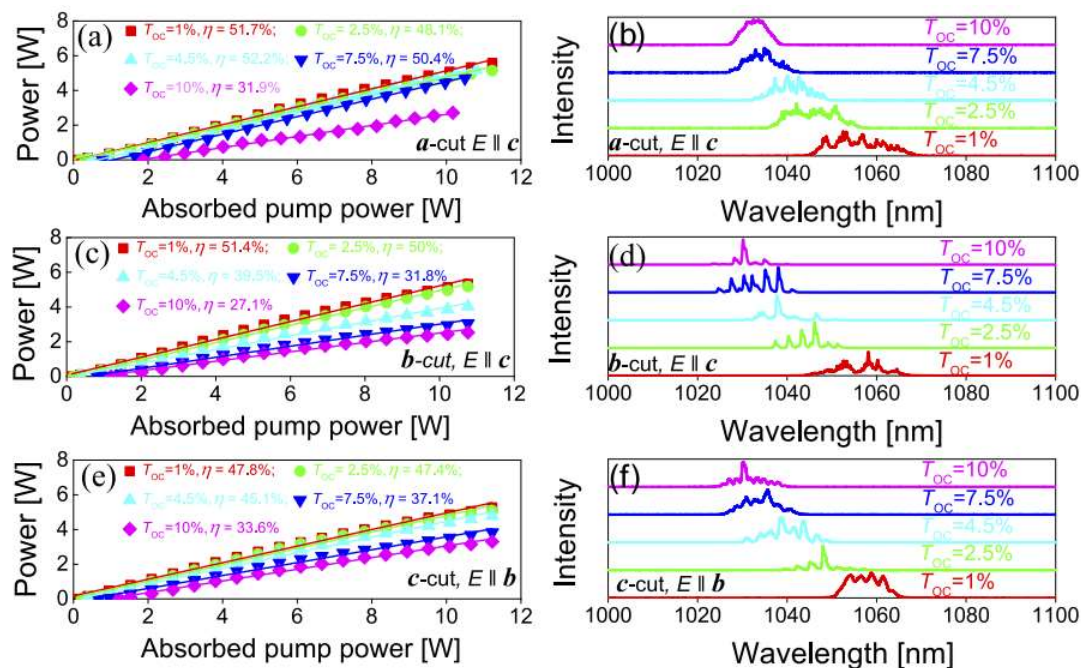 (a)
T_OC=1%, η = 51.7%; T_OC= 2.5%, η = 48.1%;
T_OC=4.5%, η = 52.2%; T_OC=7.5%, η = 50.4%
T_OC=10%, η = 31.9%
a-cut E ∥ c
Power [W]
8
6
4
2
0
0 2 4 6 8 10 12
Absorbed pump power [W]
(b)
T_OC=10%
T_OC=7.5%
T_OC=4.5%
T_OC=2.5%
T_OC=1%
a-cut, E ∥ c
Intensity
1000 1020 1040 1060 1080 1100
Wavelength [nm]
(c)
T_OC=1%, η = 51.4%; T_OC= 2.5%, η = 50%;
T_OC=4.5%, η = 39.5%; T_OC=7.5%, η = 31.8%
T_OC=10%, η = 27.1%
b-cut, E ∥ c
Power [W]
8
6
4
2
0
0 2 4 6 8 10 12
Absorbed pump power [W]
(d)
T_OC=10%
T_OC=7.5%
T_OC=4.5%
T_OC=2.5%
T_OC=1%
b-cut, E ∥ c
Intensity
1000 1020 1040 1060 1080 1100
Wavelength [nm]
(e)
T_OC=1%, η = 47.8%; T_OC= 2.5%, η = 47.4%;
T_OC=4.5%, η = 45.1%; T_OC=7.5%, η = 37.1%
T_OC=10%, η = 33.6%
c-cut, E ∥ b
Power [W]
8
6
4
2
0
0 2 4 6 8 10 12
Absorbed pump power [W]
(f)
T_OC=10%
T_OC=7.5%
T_OC=4.5%
T_OC=2.5%
T_OC=1%
c-cut, E ∥ b
Intensity
1000 1020 1040 1060 1080 1100
Wavelength [nm]